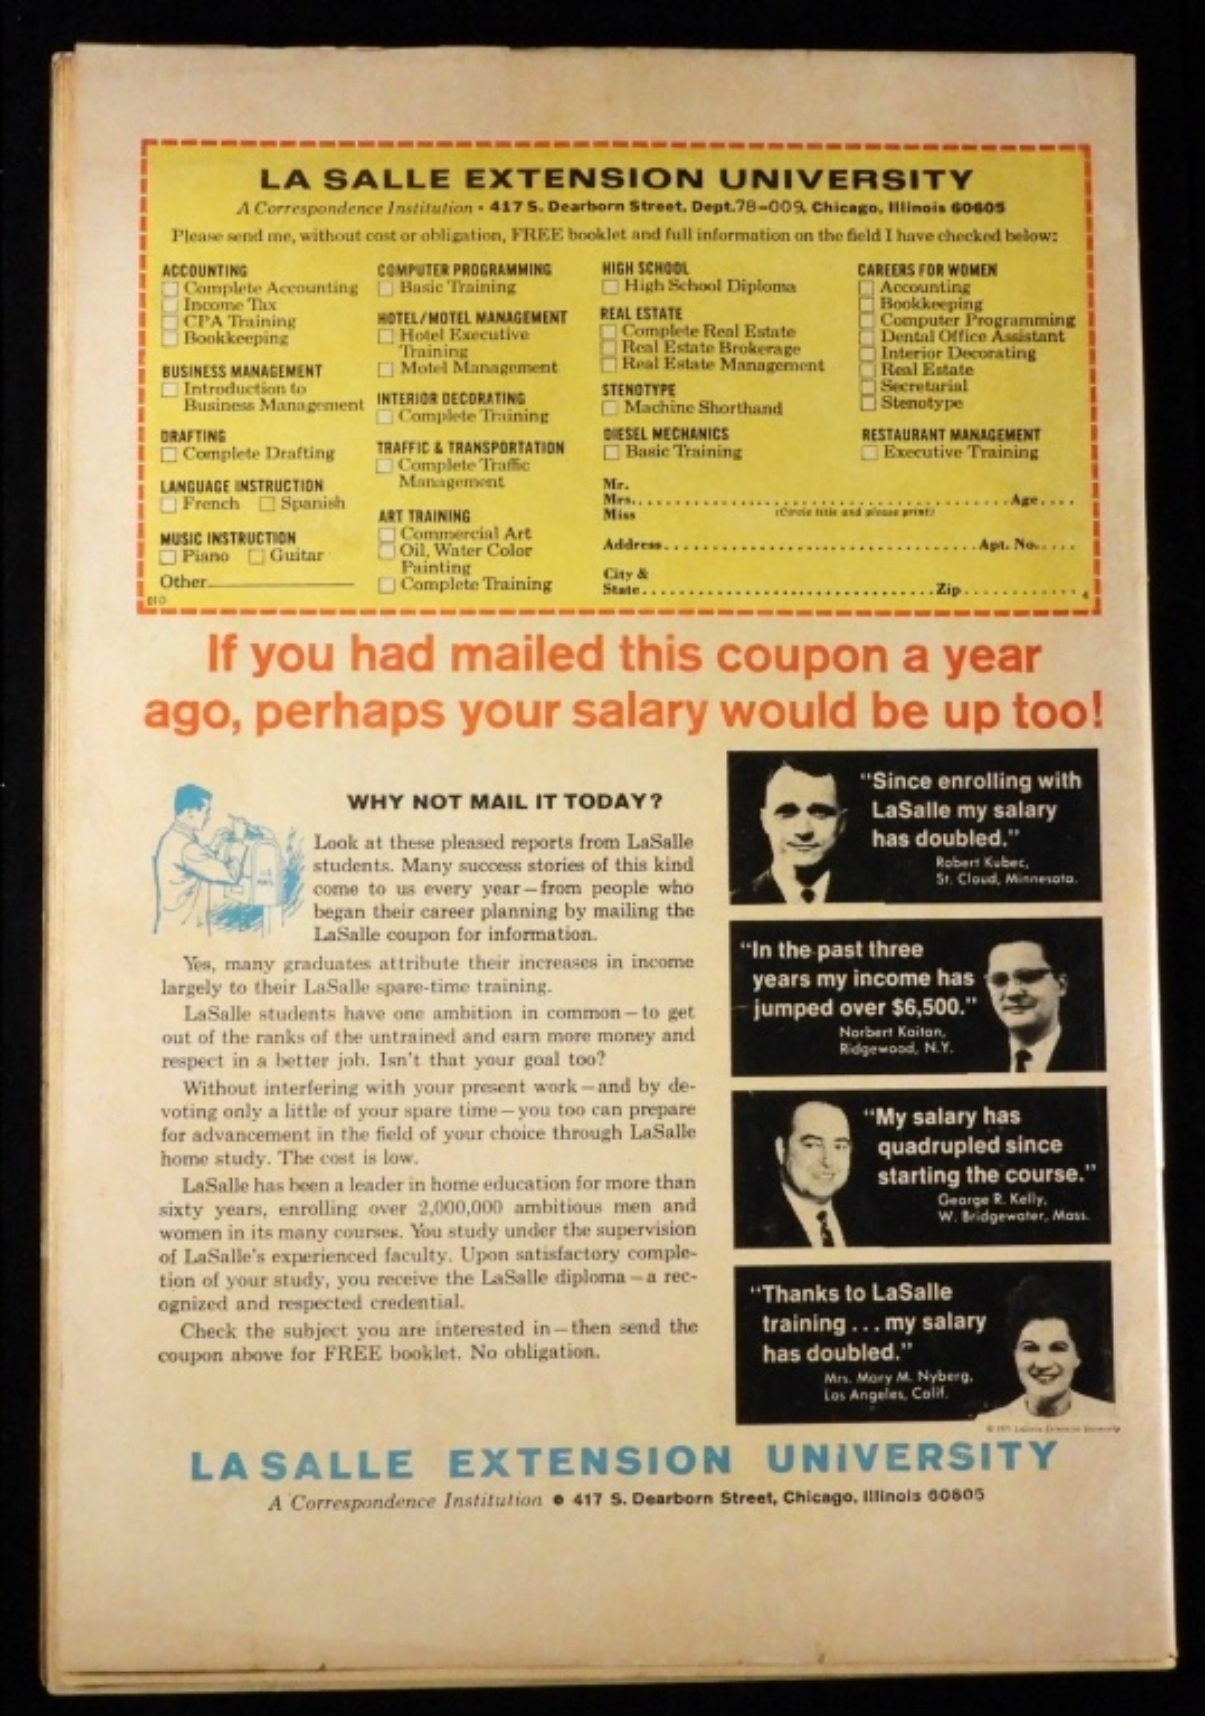 LA SALLE EXTENSION UNIVERSITY
A Correspondence Institution • 417 S. Dearborn Street, Dept.78-009, Chicago, Illinois 60605
Please send me, without cost or obligation, FREE booklet and full information on the field I have checked below:
ACCOUNTING
Complete Accounting
Income Tax
CPA Training
Bookkeeping
BUSINESS MANAGEMENT
Introduction to
Business Management
DRAFTING
Complete Drafting
LANGUAGE INSTRUCTION
French Spanish
MUSIC INSTRUCTION
Piano Guitar
Other
010
COMPUTER PROGRAMMING
Basic Training
HOTEL/MOTEL MANAGEMENT
Hotel Executive
Training
Motel Management
INTERIOR DECORATING
Complete Training
TRAFFIC & TRANSPORTATION
Complete Traffic
Management
ART TRAINING
Commercial Art
Oil, Water Color
Painting
Complete Training
HIGH SCHOOL
High School Diploma
REAL ESTATE
Complete Real Estate
Real Estate Brokerage
Real Estate Management
STENOTYPE
Machine Shorthand
DIESEL MECHANICS
Basic Training
CAREERS FOR WOMEN
Accounting
Bookkeeping
Computer Programming
Dental Office Assistant
Interior Decorating
Real Estate
Secretarial
Stenotype
RESTAURANT MANAGEMENT
Executive Training
Mr.
Mrs. Age
Miss (Circle title and please print)
Address Apt. No.
City &
State Zip 4
If you had mailed this coupon a year
ago, perhaps your salary would be up too!
WHY NOT MAIL IT TODAY?
U.S.
MAIL
Look at these pleased reports from LaSalle
students. Many success stories of this kind
come to us every year—from people who
began their career planning by mailing the
LaSalle coupon for information.
Yes, many graduates attribute their increases in income
largely to their LaSalle spare-time training.
LaSalle students have one ambition in common—to get
out of the ranks of the untrained and earn more money and
respect in a better job. Isn't that your goal too?
Without interfering with your present work—and by de-
voting only a little of your spare time—you too can prepare
for advancement in the field of your choice through LaSalle
home study. The cost is low.
LaSalle has been a leader in home education for more than
sixty years, enrolling over 2,000,000 ambitious men and
women in its many courses. You study under the supervision
of LaSalle's experienced faculty. Upon satisfactory comple-
tion of your study, you receive the LaSalle diploma—a rec-
ognized and respected credential.
Check the subject you are interested in—then send the
coupon above for FREE booklet. No obligation.
"Since enrolling with
LaSalle my salary
has doubled."
Robert Kubec,
St. Cloud, Minnesota.
"In the past three
years my income has
jumped over $6,500."
Norbert Kaitan,
Ridgewood, N.Y.
"My salary has
quadrupled since
starting the course."
George R. Kelly,
W. Bridgewater, Mass.
"Thanks to LaSalle
training . . . my salary
has doubled."
Mrs. Mary M. Nyberg,
Los Angeles, Calif.
© 1971 LaSalle Extension University
LASALLE EXTENSION UNIVERSITY
A Correspondence Institution • 417 S. Dearborn Street, Chicago, Illinois 60605